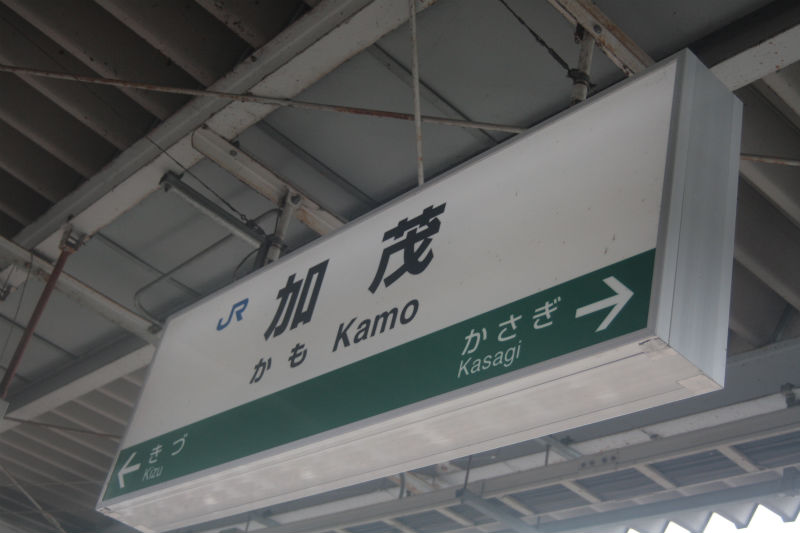 JR 加茂
かも Kamo
← きづ
Kizu
かさぎ →
Kasagi